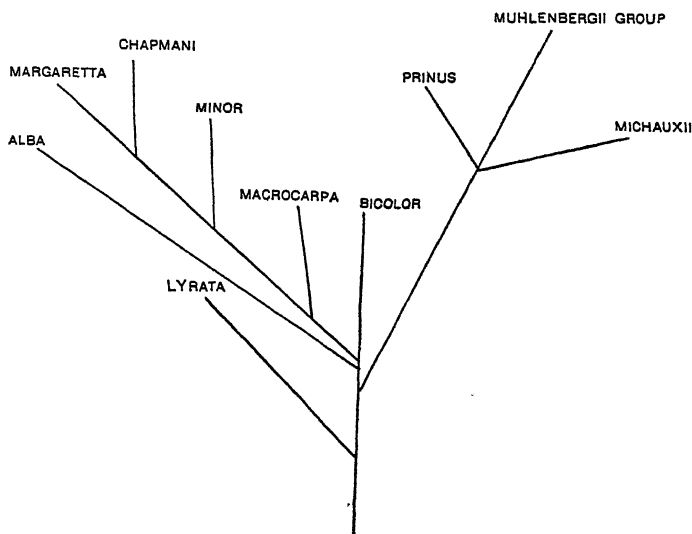 MUHLENBERGII GROUP
CHAPMANI
MARGARETTA
PRINUS
MINOR
MICHAUXII
ALBA
MACROCARPA
BICOLOR
LYRATA